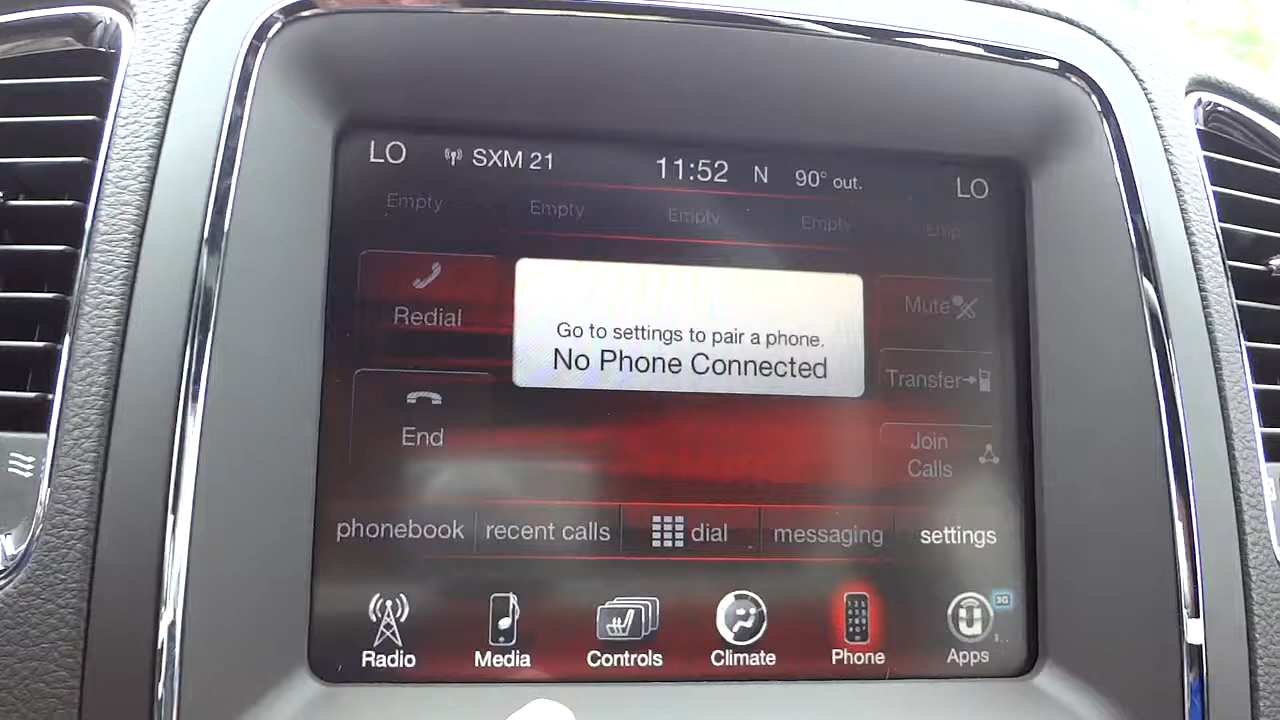 LO SXM 21 11:52 N 90° out. LO
Empty Empty Empty Empty Emp
Redial
Go to settings to pair a phone.
No Phone Connected
Mute
Transfer
End
Join
Calls
phonebook recent calls dial messaging settings
3G
Radio Media Controls Climate Phone Apps